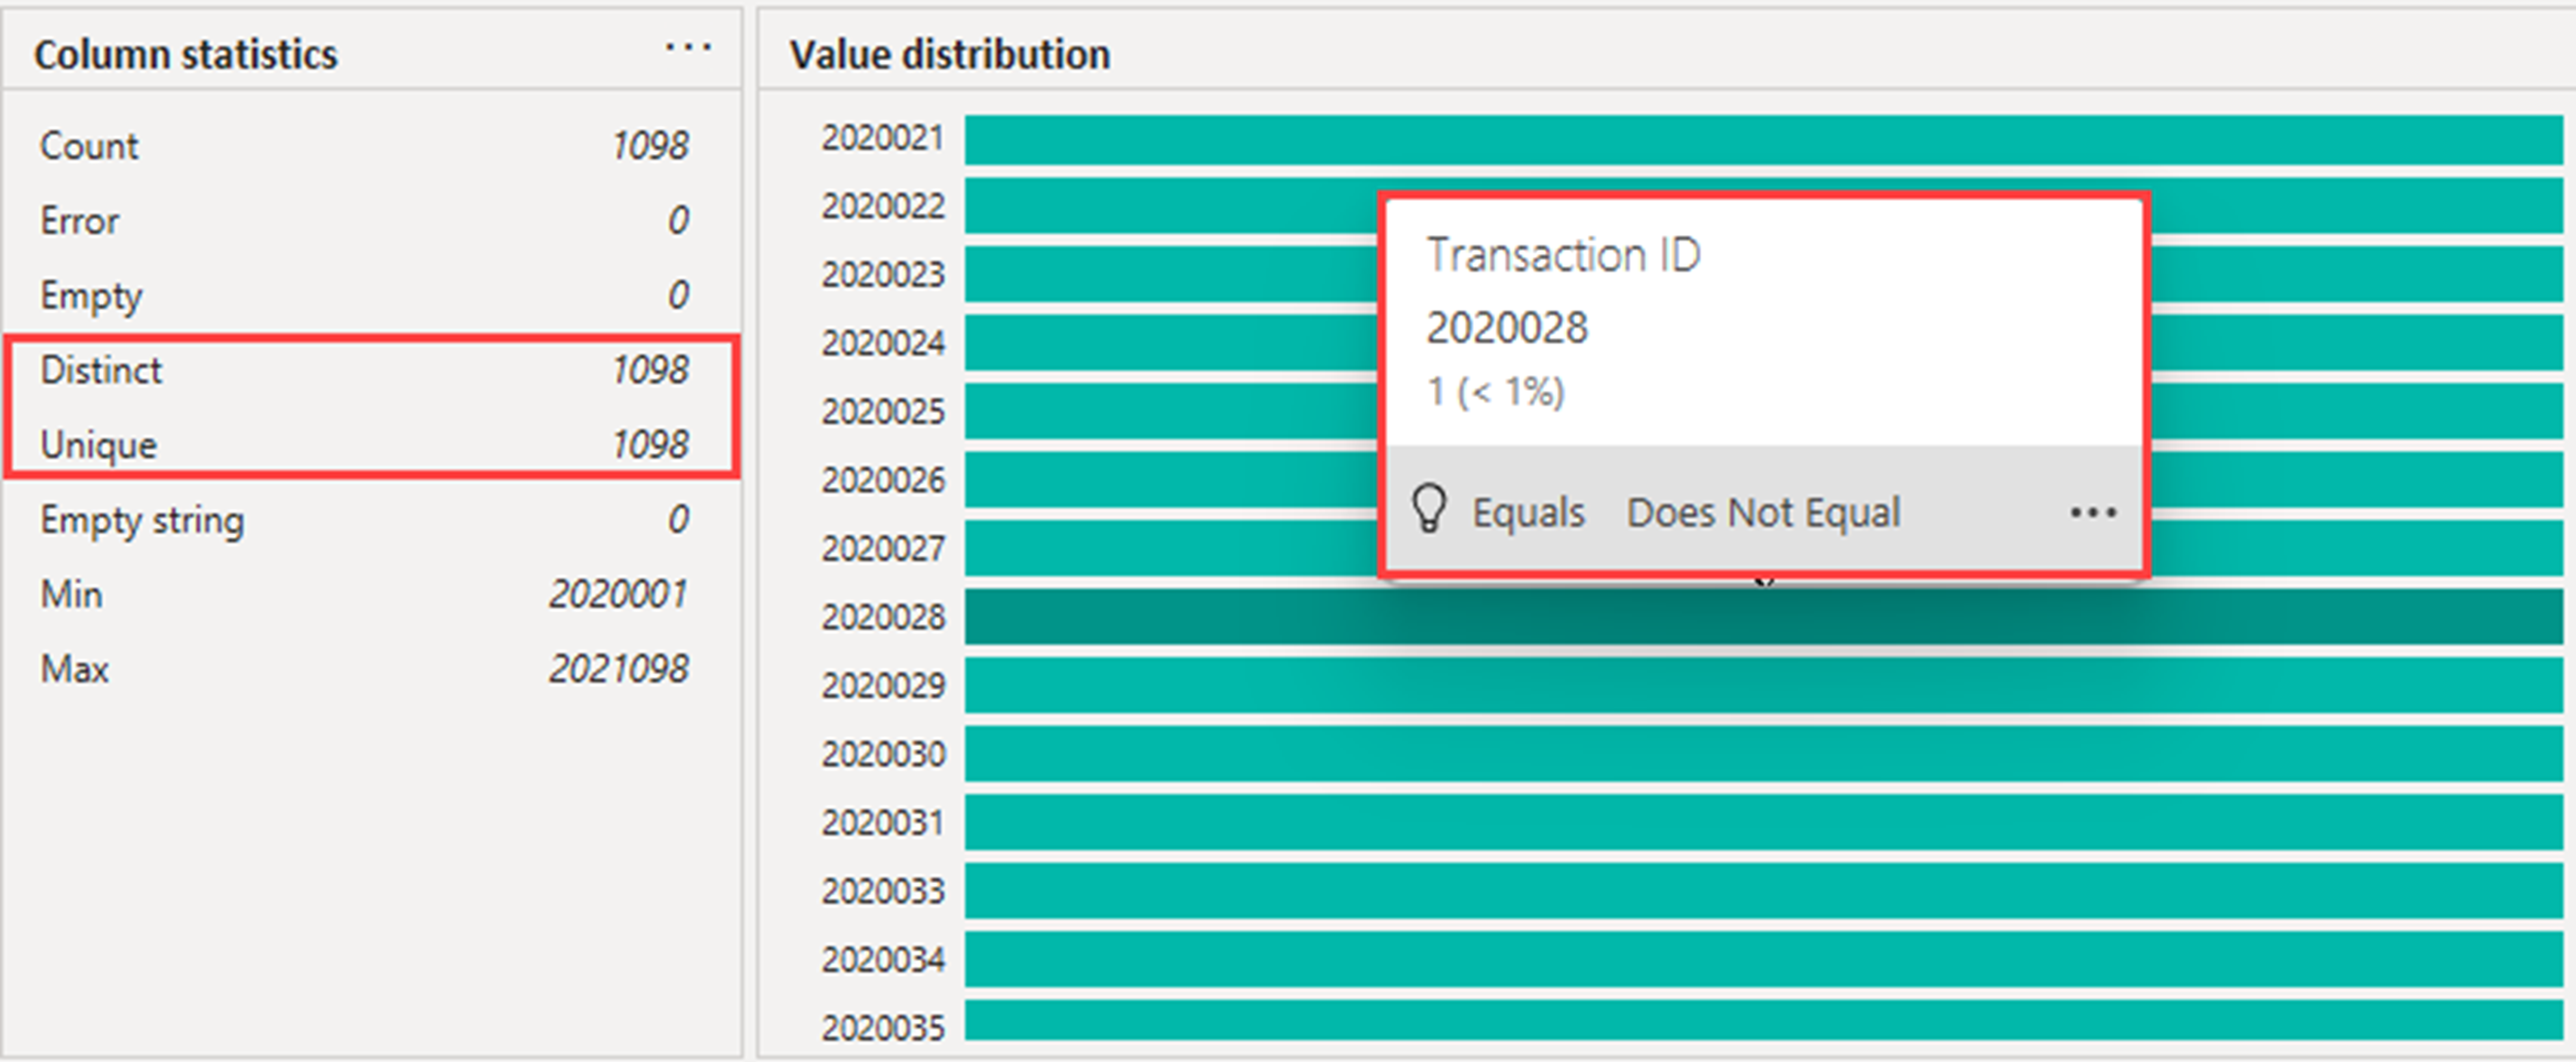 Column statistics ...
Count 1098
Error 0
Empty 0
Distinct 1098
Unique 1098
Empty string 0
Min 2020001
Max 2021098
Value distribution
2020021
2020022
2020023
2020024
2020025
2020026
2020027
2020028
2020029
2020030
2020031
2020033
2020034
2020035
Transaction ID
2020028
1 (< 1%)
Equals Does Not Equal ...